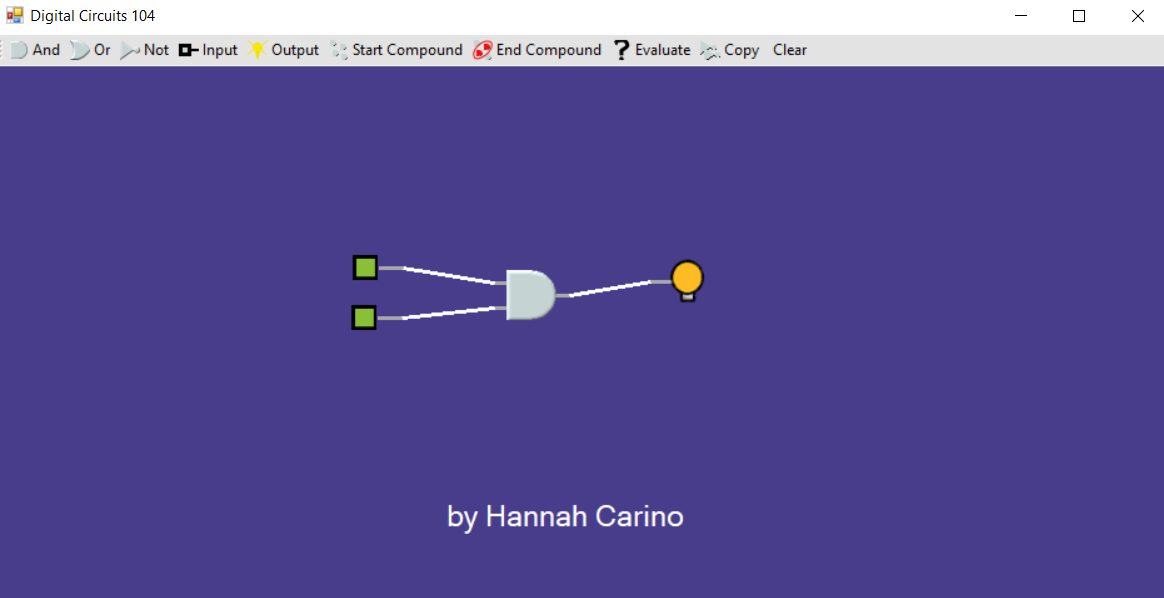 Digital Circuits 104
And Or Not Input Output Start Compound End Compound ? Evaluate Copy Clear
by Hannah Carino